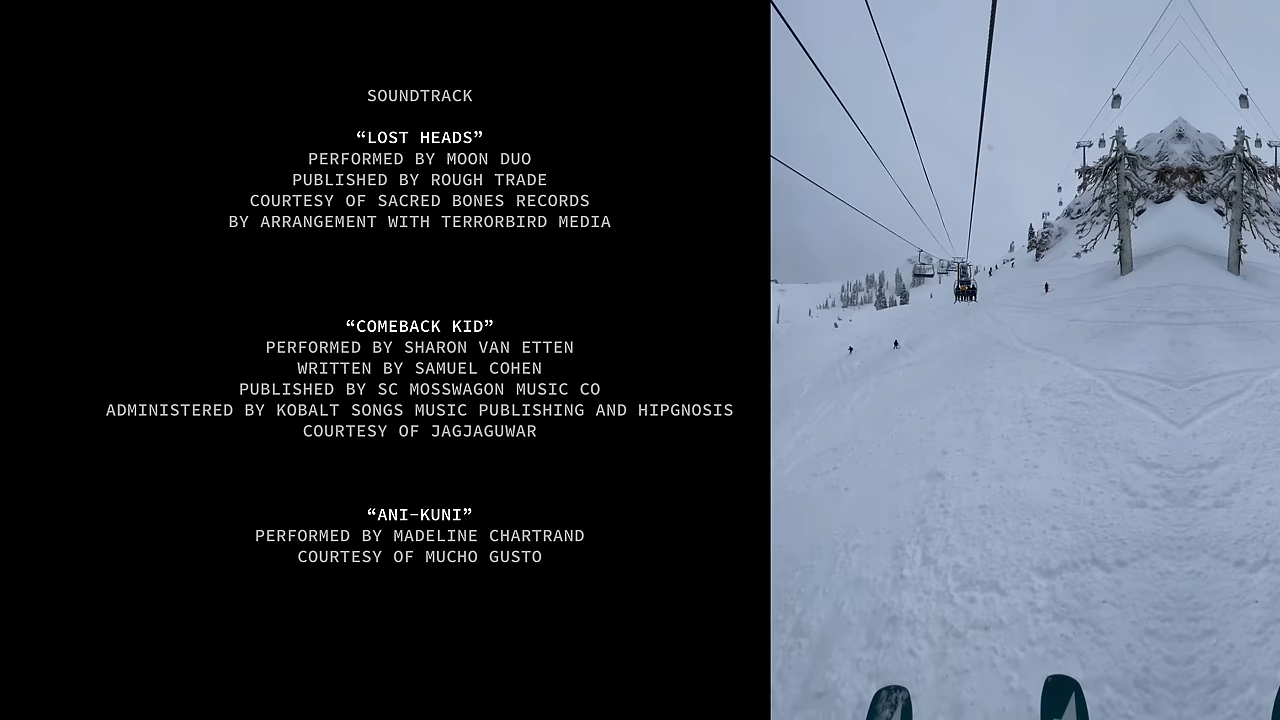 SOUNDTRACK
“LOST HEADS”
PERFORMED BY MOON DUO
PUBLISHED BY ROUGH TRADE
COURTESY OF SACRED BONES RECORDS
BY ARRANGEMENT WITH TERRORBIRD MEDIA
“COMEBACK KID”
PERFORMED BY SHARON VAN ETTEN
WRITTEN BY SAMUEL COHEN
PUBLISHED BY SC MOSSWAGON MUSIC CO
ADMINISTERED BY KOBALT SONGS MUSIC PUBLISHING AND HIPGNOSIS
COURTESY OF JAGJAGUWAR
“ANI-KUNI”
PERFORMED BY MADELINE CHARTRAND
COURTESY OF MUCHO GUSTO